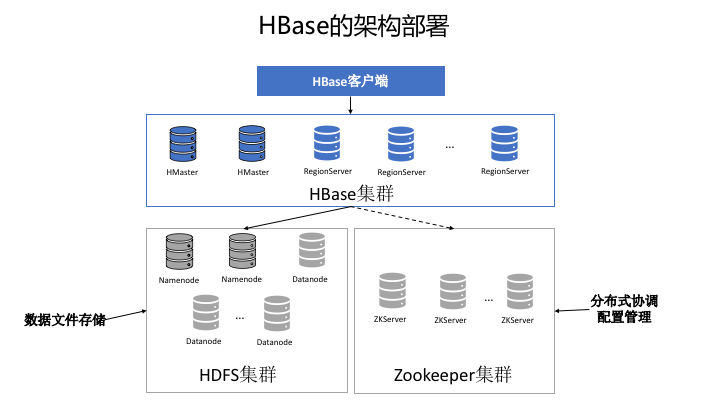 HBase的架构部署
HBase客户端
HMaster
HMaster
RegionServer
RegionServer
...
RegionServer
HBase集群
Namenode
Namenode
Datanode
Datanode
...
Datanode
HDFS集群
ZKServer
ZKServer
...
ZKServer
Zookeeper集群
数据文件存储
分布式协调
配置管理